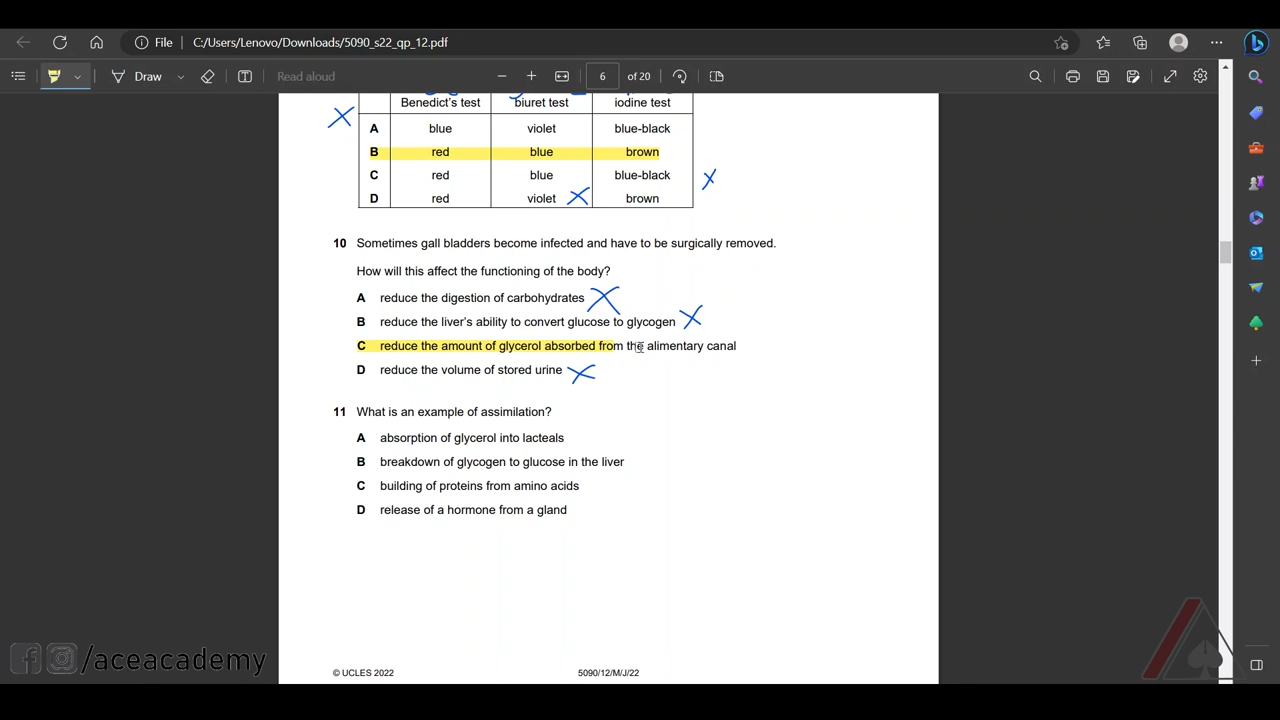 File C:/Users/Lenovo/Downloads/5090_s22_qp_12.pdf
Draw Read aloud 6 of 20
Benedict's test biuret test iodine test
A blue violet blue-black
B red blue brown
C red blue blue-black
D red violet brown
10 Sometimes gall bladders become infected and have to be surgically removed.
How will this affect the functioning of the body?
A reduce the digestion of carbohydrates
B reduce the liver's ability to convert glucose to glycogen
C reduce the amount of glycerol absorbed from the alimentary canal
D reduce the volume of stored urine
11 What is an example of assimilation?
A absorption of glycerol into lacteals
B breakdown of glycogen to glucose in the liver
C building of proteins from amino acids
D release of a hormone from a gland
/aceacademy
© UCLES 2022 5090/12/M/J/22